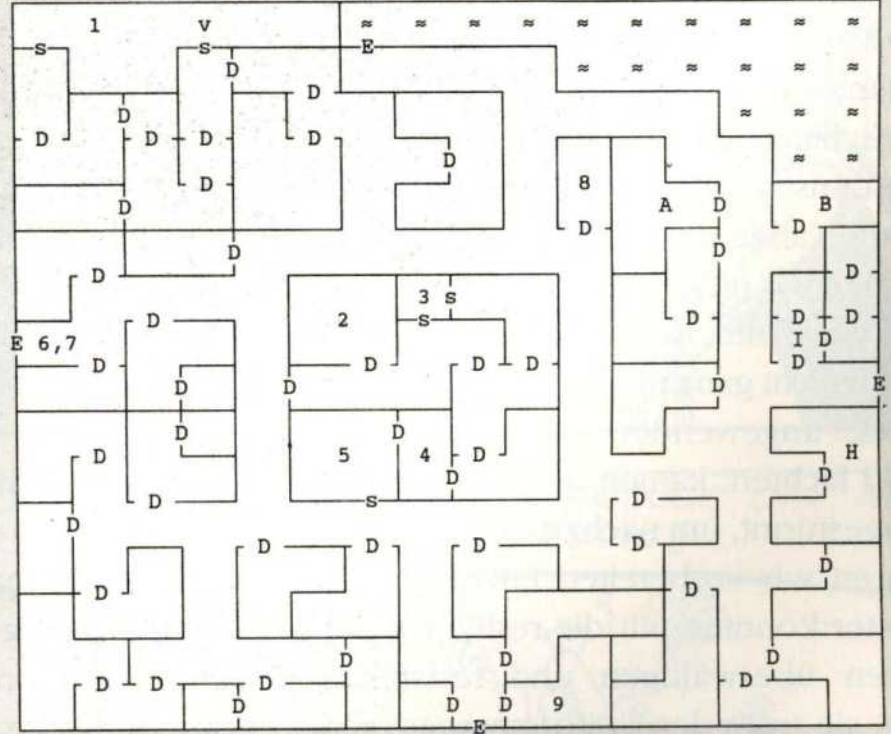 1 v ≈ ≈ ≈ ≈ ≈ ≈ ≈ ≈ ≈ ≈
s s E
D ≈ ≈ ≈ ≈ ≈ ≈
D
D ≈ ≈ ≈
D D D D
D ≈ ≈
D 8
D A D B
D D
D D
D D
3 s
D 2 s D D D
E 6,7 I D
D D D D D
D D D E
D D
D 5 4 D H
D D
D s D
D
D D D D
D
D D
D D D
D D D D
D D D 9
E